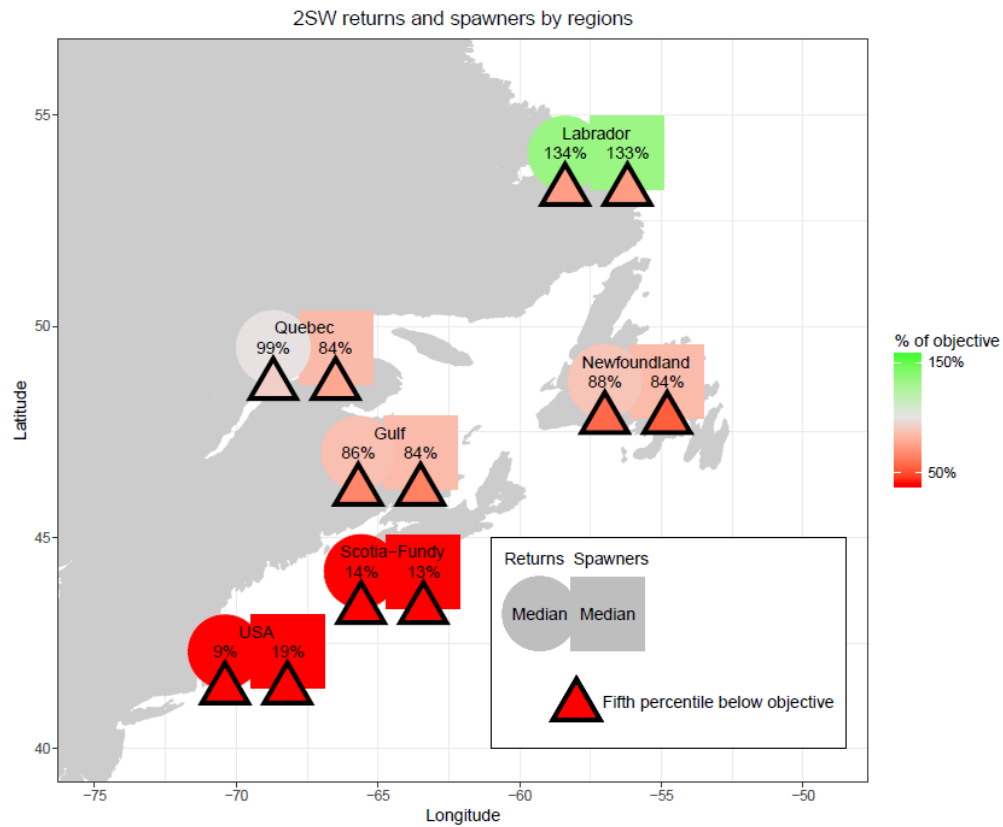 2SW returns and spawners by regions
55
Labrador
134% 133%
50
Quebec
99% 84%
Newfoundland
88% 84%
Gulf
86% 84%
45
Scotia−Fundy
14% 13%
USA
9% 19%
40
Latitude
−75 −70 −65 −60 −55 −50
Longitude
% of objective
150%
50%
Returns Spawners
Median Median
Fifth percentile below objective